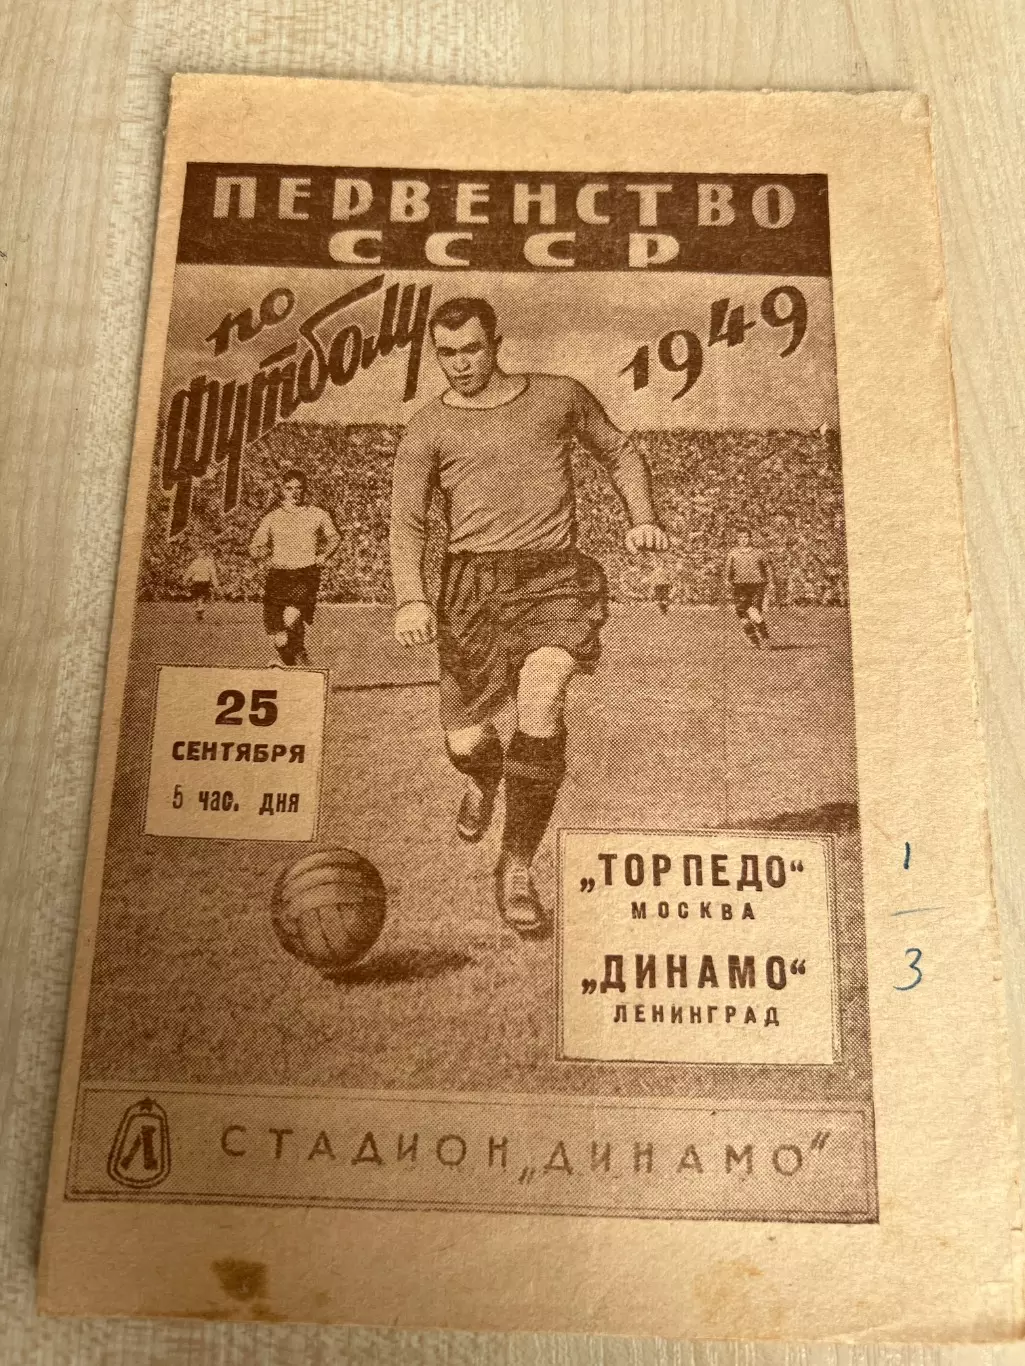 ПЕРВЕНСТВО
СССР
по
футболу
1949
25
СЕНТЯБРЯ
5 час. дня
„ТОРПЕДО“
МОСКВА
„ДИНАМО“
ЛЕНИНГРАД
1
3
Л
СТАДИОН „ДИНАМО“